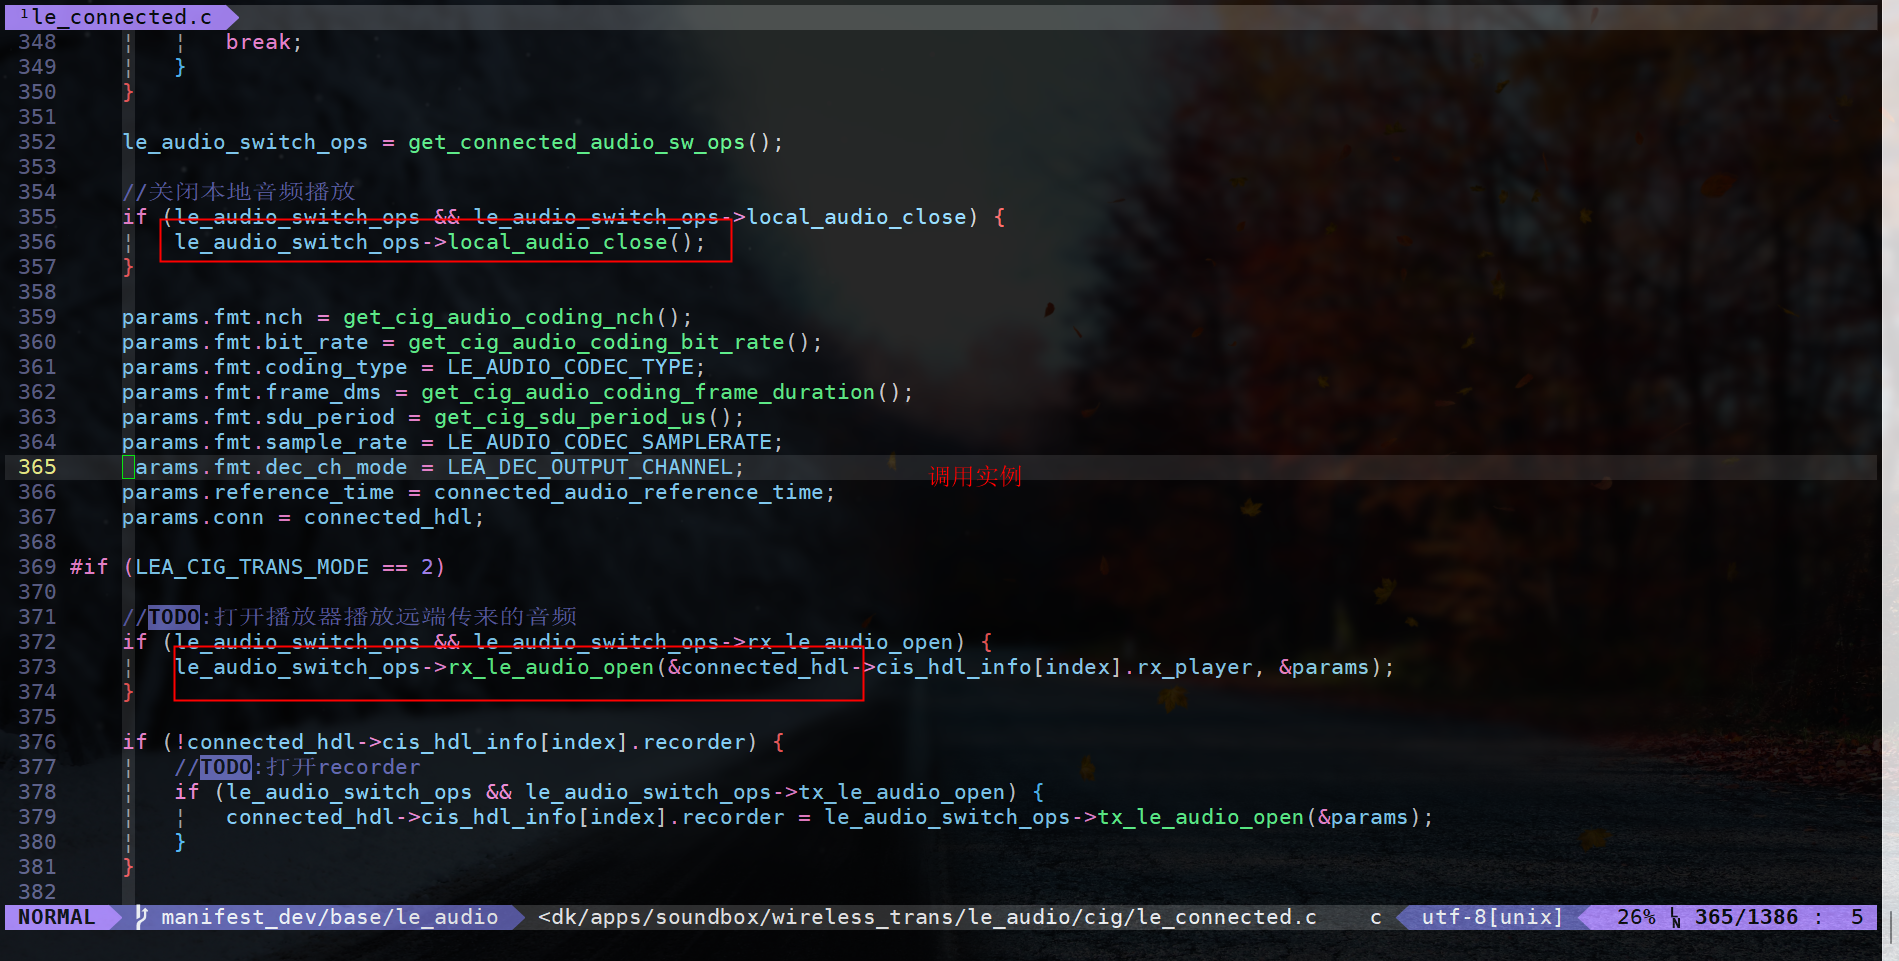 ¹le_connected.c
348 break;
349 }
350 }
351
352 le_audio_switch_ops = get_connected_audio_sw_ops();
353
354 //关闭本地音频播放
355 if (le_audio_switch_ops && le_audio_switch_ops->local_audio_close) {
356 le_audio_switch_ops->local_audio_close();
357 }
358
359 params.fmt.nch = get_cig_audio_coding_nch();
360 params.fmt.bit_rate = get_cig_audio_coding_bit_rate();
361 params.fmt.coding_type = LE_AUDIO_CODEC_TYPE;
362 params.fmt.frame_dms = get_cig_audio_coding_frame_duration();
363 params.fmt.sdu_period = get_cig_sdu_period_us();
364 params.fmt.sample_rate = LE_AUDIO_CODEC_SAMPLERATE;
365 arams.fmt.dec_ch_mode = LEA_DEC_OUTPUT_CHANNEL;
调用实例
366 params.reference_time = connected_audio_reference_time;
367 params.conn = connected_hdl;
368
369 #if (LEA_CIG_TRANS_MODE == 2)
370
371 //TODO:打开播放器播放远端传来的音频
372 if (le_audio_switch_ops && le_audio_switch_ops->rx_le_audio_open) {
373 le_audio_switch_ops->rx_le_audio_open(&connected_hdl->cis_hdl_info[index].rx_player, &params);
374 }
375
376 if (!connected_hdl->cis_hdl_info[index].recorder) {
377 //TODO:打开recorder
378 if (le_audio_switch_ops && le_audio_switch_ops->tx_le_audio_open) {
379 connected_hdl->cis_hdl_info[index].recorder = le_audio_switch_ops->tx_le_audio_open(&params);
380 }
381 }
382
NORMAL manifest_dev/base/le_audio <dk/apps/soundbox/wireless_trans/le_audio/cig/le_connected.c c utf-8[unix] 26% LN 365/1386 : 5